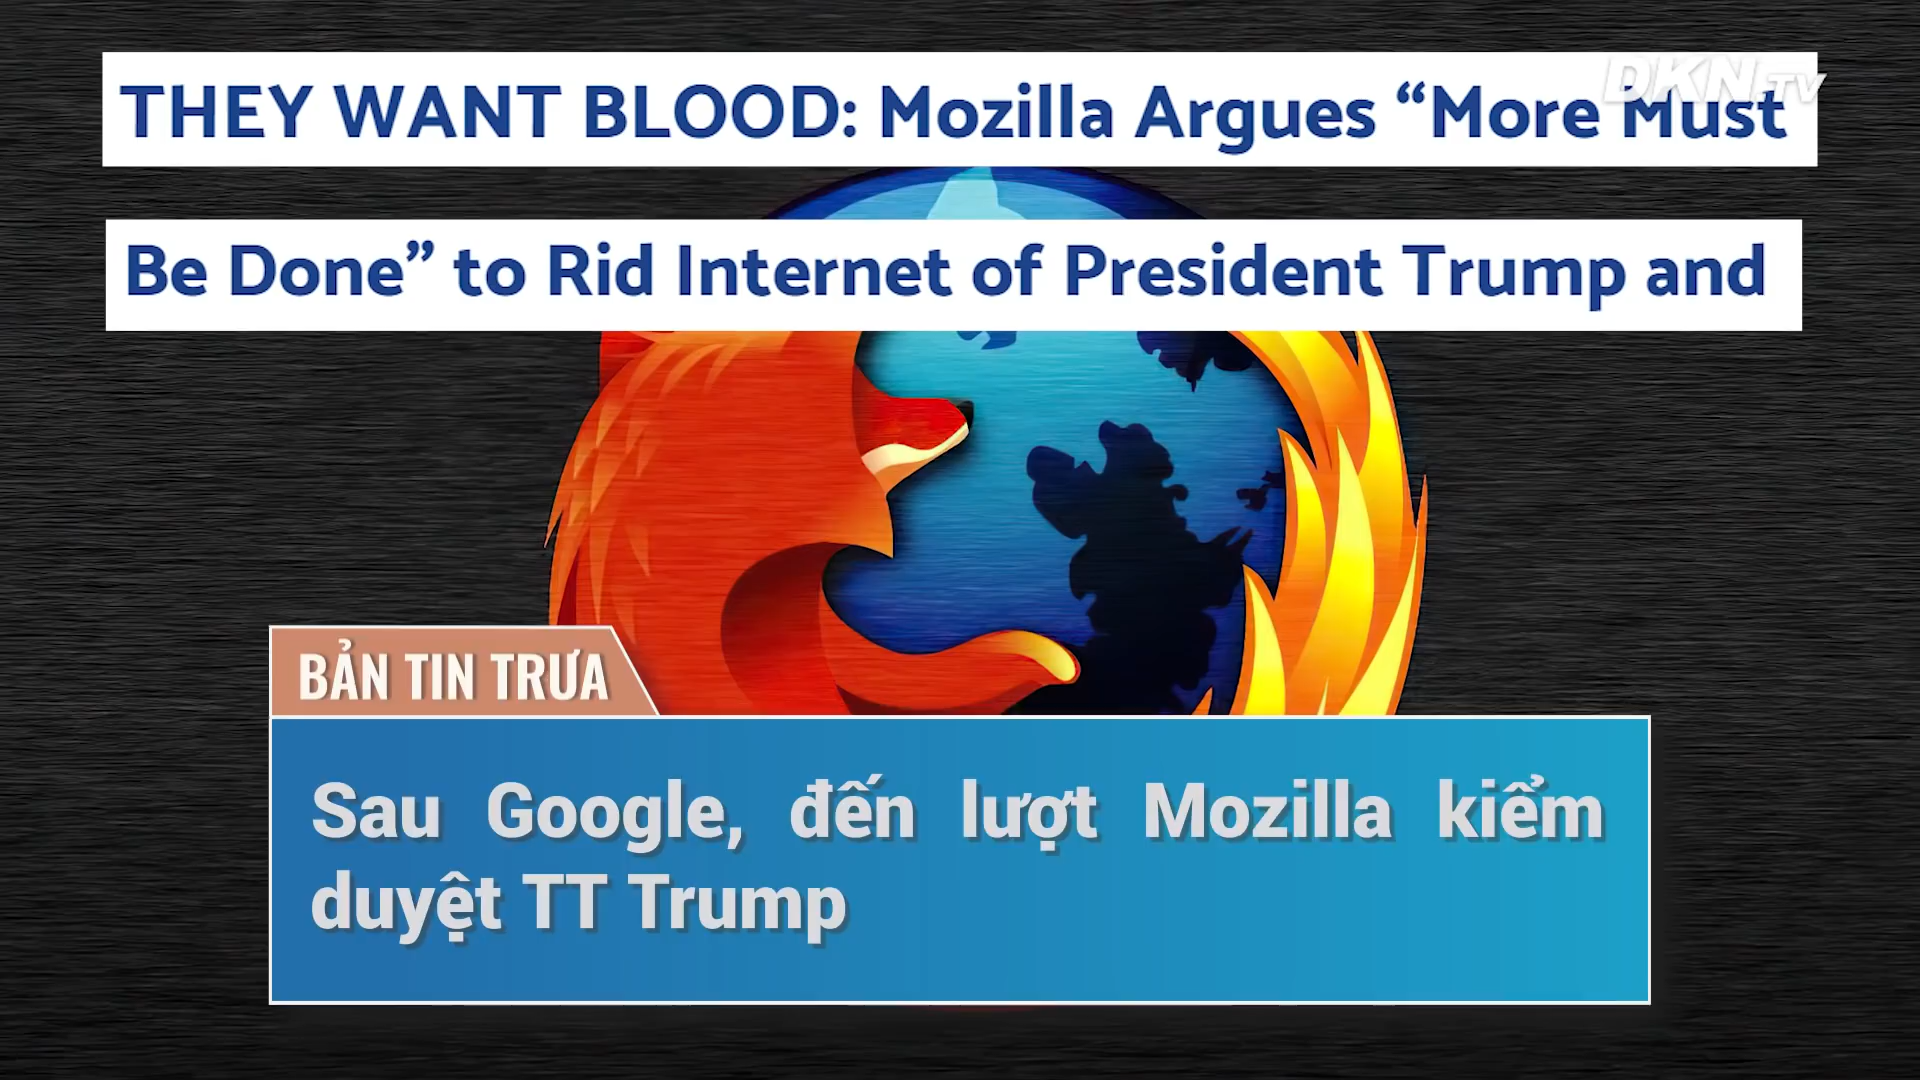 DKN.TV
THEY WANT BLOOD: Mozilla Argues “More Must
Be Done” to Rid Internet of President Trump and
BẢN TIN TRƯA
Sau Google, đến lượt Mozilla kiểm
duyệt TT Trump